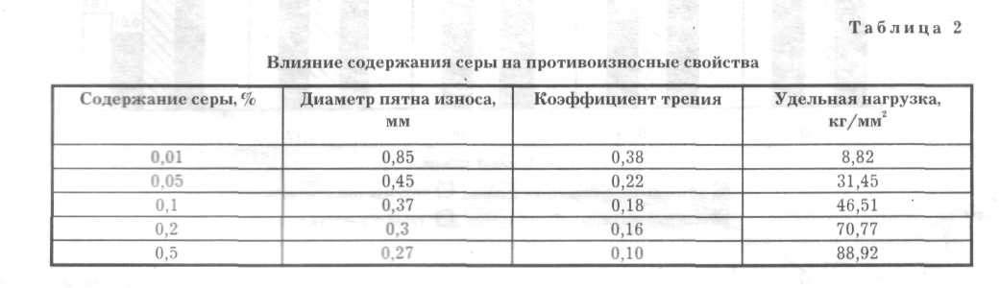 Таблица 2
Влияние содержания серы на противоизносные свойства
Содержание серы, % Диаметр пятна износа, мм Коэффициент трения Удельная нагрузка, кг/мм²
0,01 0,85 0,38 8,82
0,05 0,45 0,22 31,45
0,1 0,37 0,18 46,51
0,2 0,3 0,16 70,77
0,5 0,27 0,10 88,92